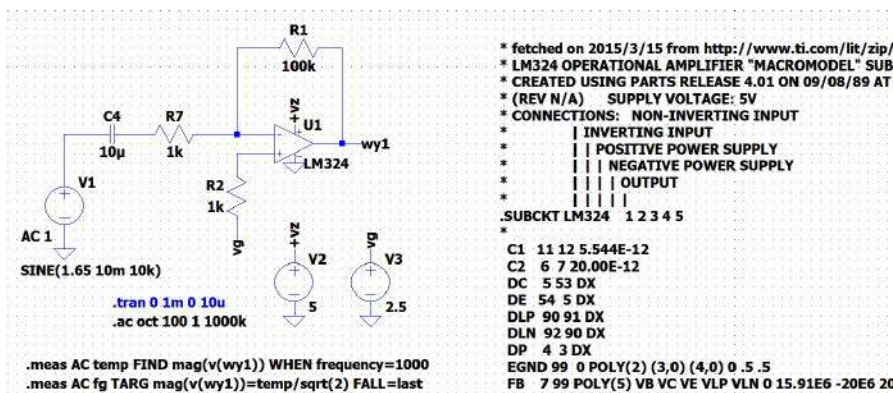 R1
100k
C4
10µ
R7
1k
+vz
U1
wy1
LM324
V1
AC 1
SINE(1.65 10m 10k)
R2
1k
vg
+vz
V2
5
vg
V3
2.5
.tran 0 1m 0 10u
.ac oct 100 1 1000k
.meas AC temp FIND mag(v(wy1)) WHEN frequency=1000
.meas AC fg TARG mag(v(wy1))=temp/sqrt(2) FALL=last
* fetched on 2015/3/15 from http://www.ti.com/lit/zip/
* LM324 OPERATIONAL AMPLIFIER "MACROMODEL" SUB
* CREATED USING PARTS RELEASE 4.01 ON 09/08/89 AT
* (REV N/A) SUPPLY VOLTAGE: 5V
* CONNECTIONS: NON-INVERTING INPUT
* | INVERTING INPUT
* | | POSITIVE POWER SUPPLY
* | | | NEGATIVE POWER SUPPLY
* | | | | OUTPUT
* | | | | |
.SUBCKT LM324 1 2 3 4 5
*
C1 11 12 5.544E-12
C2 6 7 20.00E-12
DC 5 53 DX
DE 54 5 DX
DLP 90 91 DX
DLN 92 90 DX
DP 4 3 DX
EGND 99 0 POLY(2) (3,0) (4,0) 0 .5 .5
FB 7 99 POLY(5) VB VC VE VLP VLN 0 15.91E6 -20E6 20